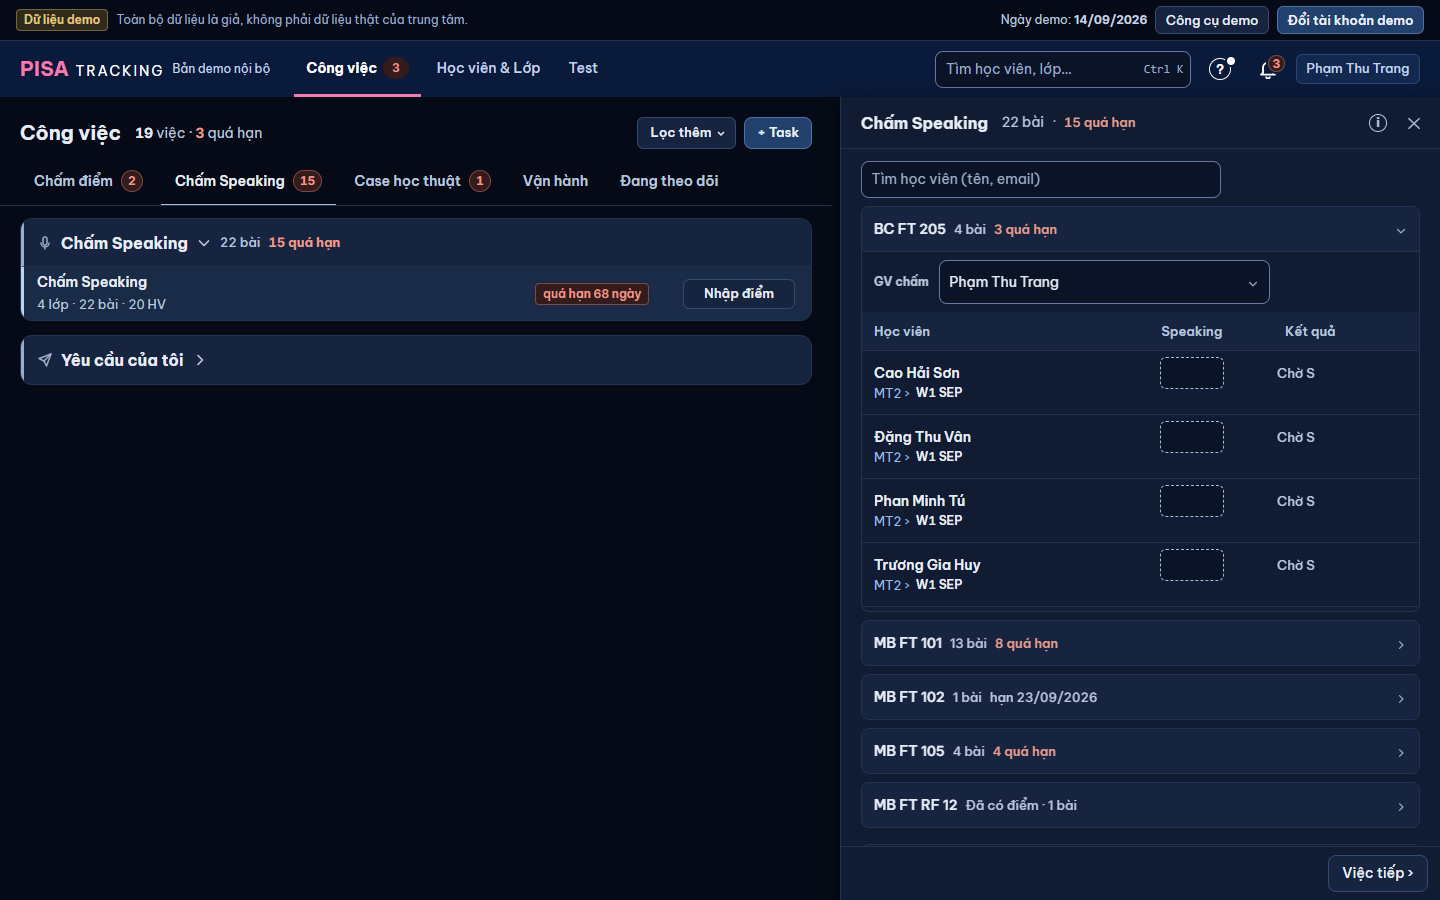 Dữ liệu demo Toàn bộ dữ liệu là giả, không phải dữ liệu thật của trung tâm. Ngày demo: 14/09/2026 Công cụ demo Đổi tài khoản demo
PISA TRACKING Bản demo nội bộ Công việc 3 Học viên & Lớp Test Tìm học viên, lớp... Ctrl K ? 3 Phạm Thu Trang
Công việc 19 việc · 3 quá hạn Lọc thêm + Task
Chấm điểm 2 Chấm Speaking 15 Case học thuật 1 Vận hành Đang theo dõi
Chấm Speaking 22 bài 15 quá hạn
Chấm Speaking
4 lớp · 22 bài · 20 HV
quá hạn 68 ngày Nhập điểm
Yêu cầu của tôi
Chấm Speaking 22 bài · 15 quá hạn
Tìm học viên (tên, email)
BC FT 205 4 bài 3 quá hạn
GV chấm Phạm Thu Trang
Học viên Speaking Kết quả
Cao Hải Sơn Chờ S
MT2 › W1 SEP
Đặng Thu Vân Chờ S
MT2 › W1 SEP
Phan Minh Tú Chờ S
MT2 › W1 SEP
Trương Gia Huy Chờ S
MT2 › W1 SEP
MB FT 101 13 bài 8 quá hạn
MB FT 102 1 bài hạn 23/09/2026
MB FT 105 4 bài 4 quá hạn
MB FT RF 12 Đã có điểm · 1 bài
Việc tiếp ›